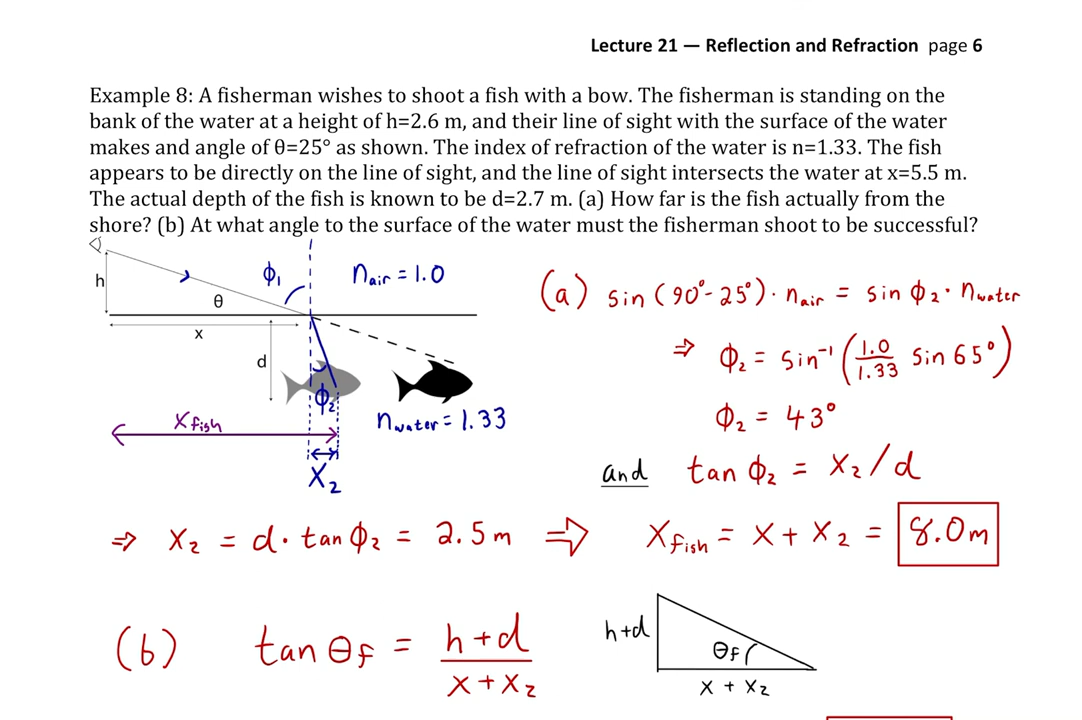 Lecture 21 — Reflection and Refraction page 6
Example 8: A fisherman wishes to shoot a fish with a bow. The fisherman is standing on the
bank of the water at a height of h=2.6 m, and their line of sight with the surface of the water
makes and angle of θ=25° as shown. The index of refraction of the water is n=1.33. The fish
appears to be directly on the line of sight, and the line of sight intersects the water at x=5.5 m.
The actual depth of the fish is known to be d=2.7 m. (a) How far is the fish actually from the
shore? (b) At what angle to the surface of the water must the fisherman shoot to be successful?
h
θ
ϕ₁
n air = 1.0
x
d
ϕ₂
X fish
n water = 1.33
X₂
(a) sin (90° - 25°) · n air = sin ϕ₂ · n water
⇒ ϕ₂ = sin⁻¹ (1.0/1.33 sin 65°)
ϕ₂ = 43°
and tan ϕ₂ = X₂/d
⇒ X₂ = d · tan ϕ₂ = 2.5 m ⇒ X fish = X + X₂ = 8.0 m
(b) tan θf = h+d / X+X₂
h+d
θf
X + X₂